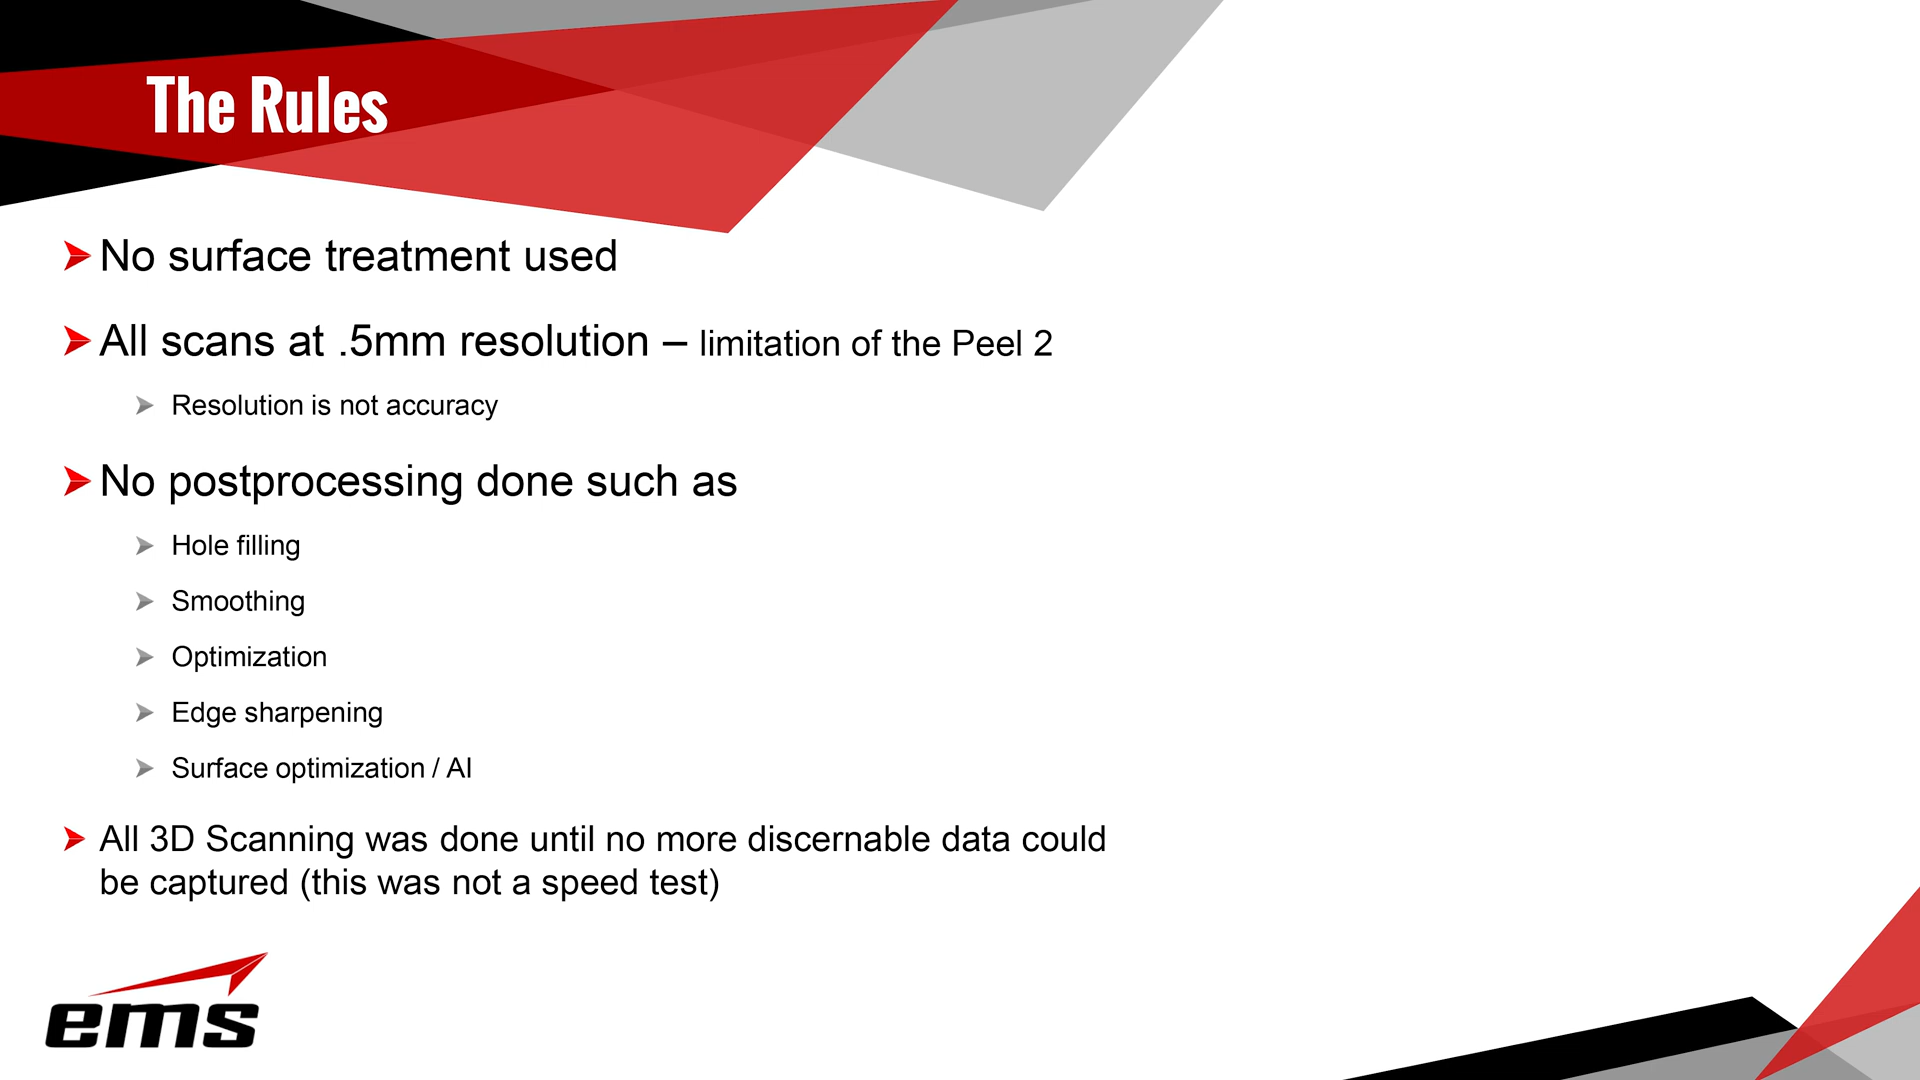 The Rules
No surface treatment used
All scans at .5mm resolution – limitation of the Peel 2
Resolution is not accuracy
No postprocessing done such as
Hole filling
Smoothing
Optimization
Edge sharpening
Surface optimization / AI
All 3D Scanning was done until no more discernable data could
be captured (this was not a speed test)
ems